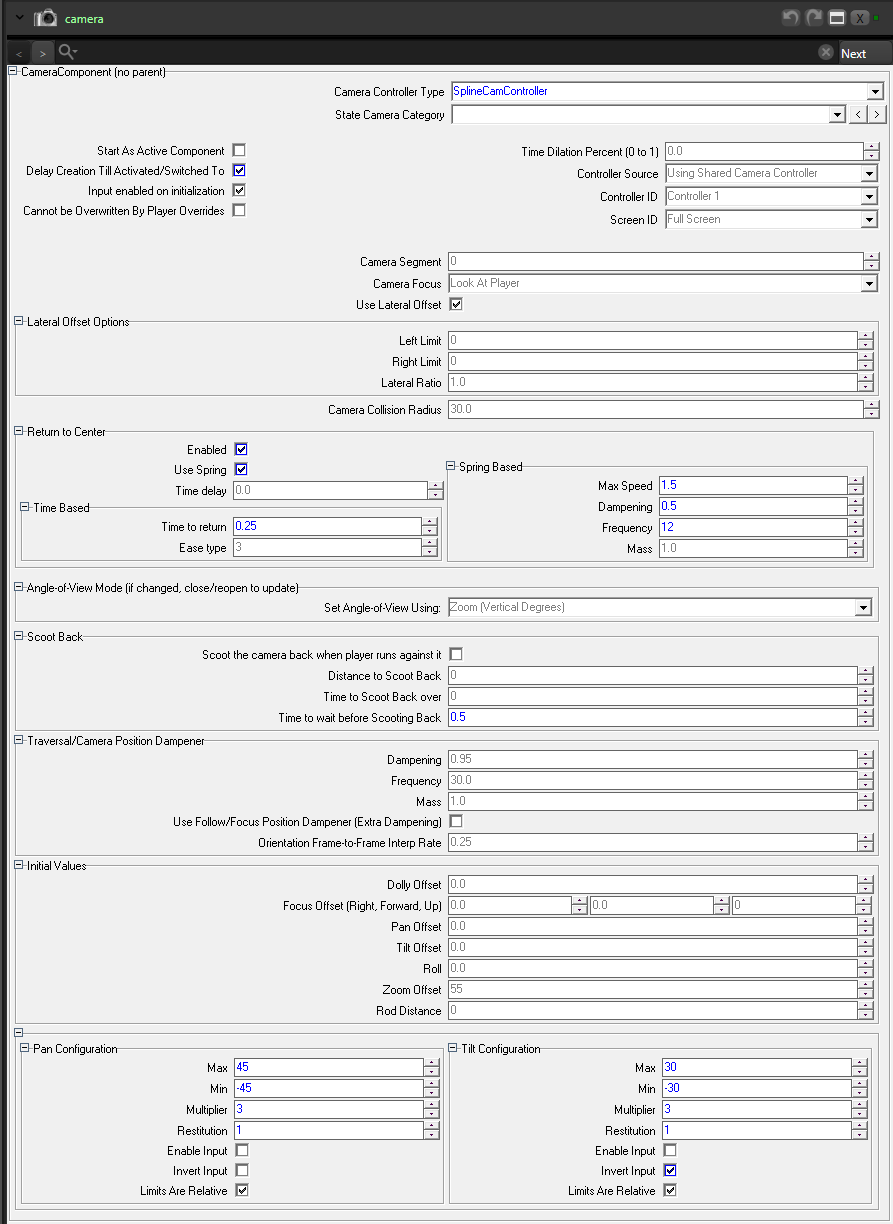 camera
X
< > Next
CameraComponent (no parent)
Camera Controller Type SplineCamController
State Camera Category < >
Start As Active Component
Delay Creation Till Activated/Switched To
Input enabled on initialization
Cannot be Overwritten By Player Overrides
Time Dilation Percent (0 to 1) 0.0
Controller Source Using Shared Camera Controller
Controller ID Controller 1
Screen ID Full Screen
Camera Segment 0
Camera Focus Look At Player
Use Lateral Offset
Lateral Offset Options
Left Limit 0
Right Limit 0
Lateral Ratio 1.0
Camera Collision Radius 30.0
Return to Center
Enabled
Use Spring
Time delay 0.0
Time Based
Time to return 0.25
Ease type 3
Spring Based
Max Speed 1.5
Dampening 0.5
Frequency 12
Mass 1.0
Angle-of-View Mode (if changed, close/reopen to update)
Set Angle-of-View Using: Zoom (Vertical Degrees)
Scoot Back
Scoot the camera back when player runs against it
Distance to Scoot Back 0
Time to Scoot Back over 0
Time to wait before Scooting Back 0.5
Traversal/Camera Position Dampener
Dampening 0.95
Frequency 30.0
Mass 1.0
Use Follow/Focus Position Dampener (Extra Dampening)
Orientation Frame-to-Frame Interp Rate 0.25
Initial Values
Dolly Offset 0.0
Focus Offset (Right, Forward, Up) 0.0 0.0 0
Pan Offset 0.0
Tilt Offset 0.0
Roll 0.0
Zoom Offset 55
Rod Distance 0
Pan Configuration
Max 45
Min -45
Multiplier 3
Restitution 1
Enable Input
Invert Input
Limits Are Relative
Tilt Configuration
Max 30
Min -30
Multiplier 3
Restitution 1
Enable Input
Invert Input
Limits Are Relative